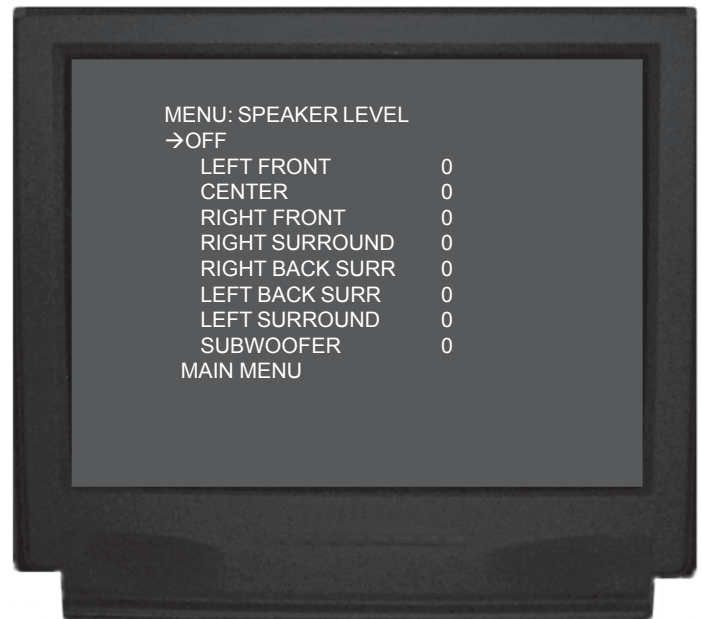 MENU: SPEAKER LEVEL
→OFF
LEFT FRONT 0
CENTER 0
RIGHT FRONT 0
RIGHT SURROUND 0
RIGHT BACK SURR 0
LEFT BACK SURR 0
LEFT SURROUND 0
SUBWOOFER 0
MAIN MENU